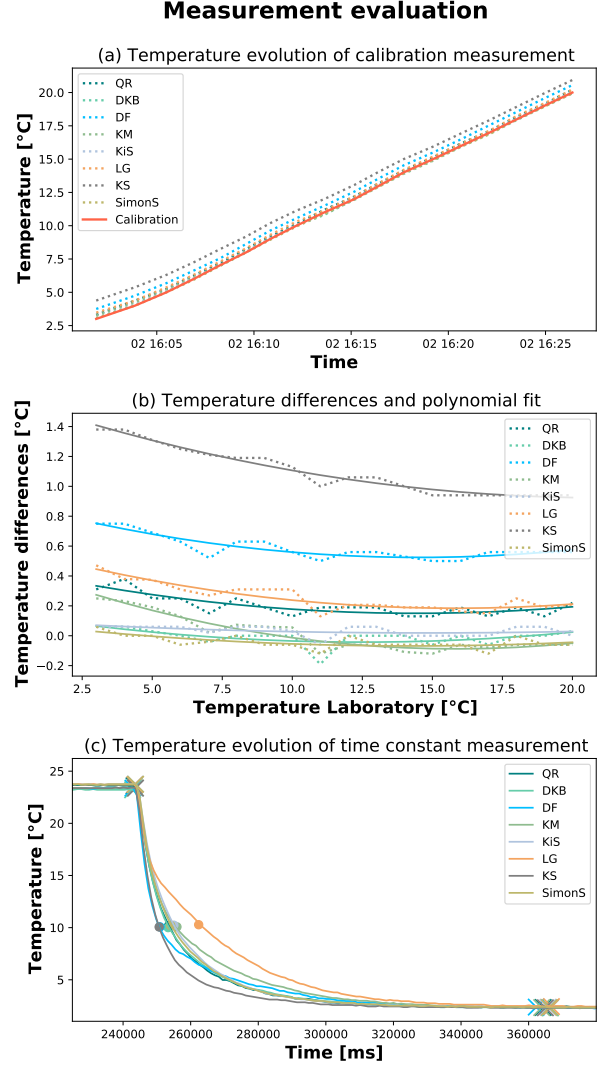 Measurement evaluation
(a) Temperature evolution of calibration measurement
Temperature [°C]
20.0
17.5
15.0
12.5
10.0
7.5
5.0
2.5
QR
DKB
DF
KM
KiS
LG
KS
SimonS
Calibration
02 16:05
02 16:10
02 16:15
02 16:20
02 16:25
Time
(b) Temperature differences and polynomial fit
Temperature differences [°C]
1.4
1.2
1.0
0.8
0.6
0.4
0.2
0.0
−0.2
QR
DKB
DF
KM
KiS
LG
KS
SimonS
2.5
5.0
7.5
10.0
12.5
15.0
17.5
20.0
Temperature Laboratory [°C]
(c) Temperature evolution of time constant measurement
Temperature [°C]
25
20
15
10
5
QR
DKB
DF
KM
KiS
LG
KS
SimonS
240000
260000
280000
300000
320000
340000
360000
Time [ms]